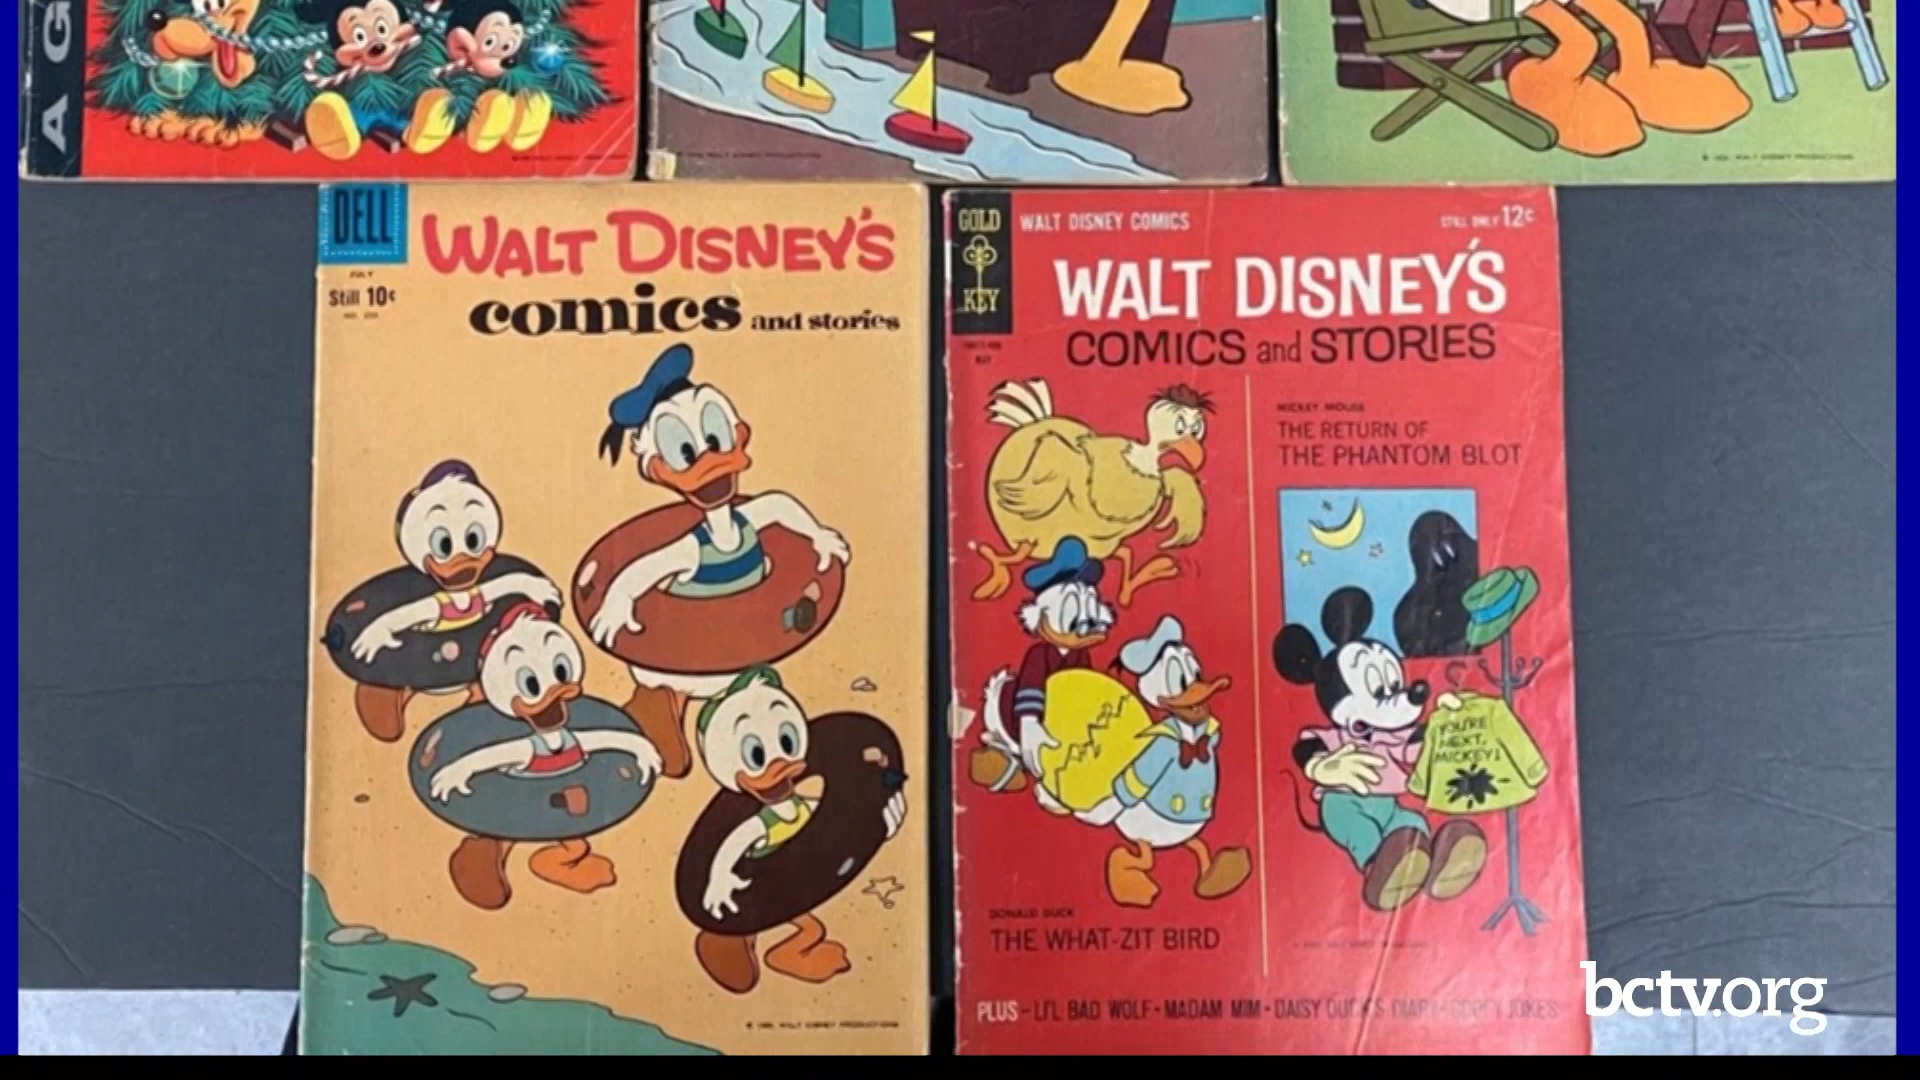 A G
DELL
WALT DISNEY'S
comics and stories
JULY
Still 10¢
GOLD
KEY
WALT DISNEY COMICS
STILL ONLY 12¢
WALT DISNEY'S
COMICS and STORIES
MICKEY MOUSE
THE RETURN OF
THE PHANTOM BLOT
YOU'RE
NEXT,
MICKEY!
DONALD DUCK
THE WHAT-ZIT BIRD
PLUS - LI'L BAD WOLF • MADAM MIM • DAISY DUCK'S DIARY • GOOFY JOKES
bctv.org